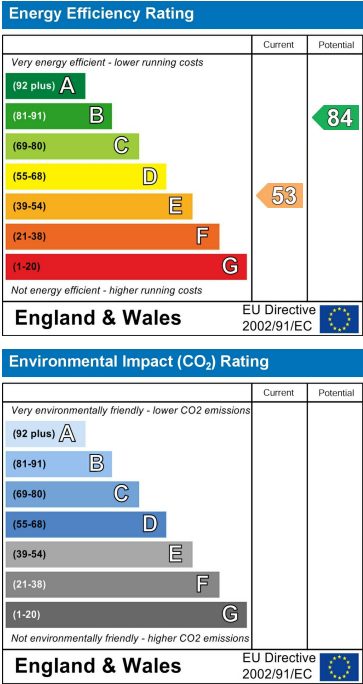 Energy Efficiency Rating
Current Potential
Very energy efficient - lower running costs
(92 plus) A
(81-91) B
84
(69-80) C
(55-68) D
(39-54) E
53
(21-38) F
(1-20) G
Not energy efficient - higher running costs
England & Wales
EU Directive
2002/91/EC
Environmental Impact (CO₂) Rating
Current Potential
Very environmentally friendly - lower CO2 emissions
(92 plus) A
(81-91) B
(69-80) C
(55-68) D
(39-54) E
(21-38) F
(1-20) G
Not environmentally friendly - higher CO2 emissions
England & Wales
EU Directive
2002/91/EC